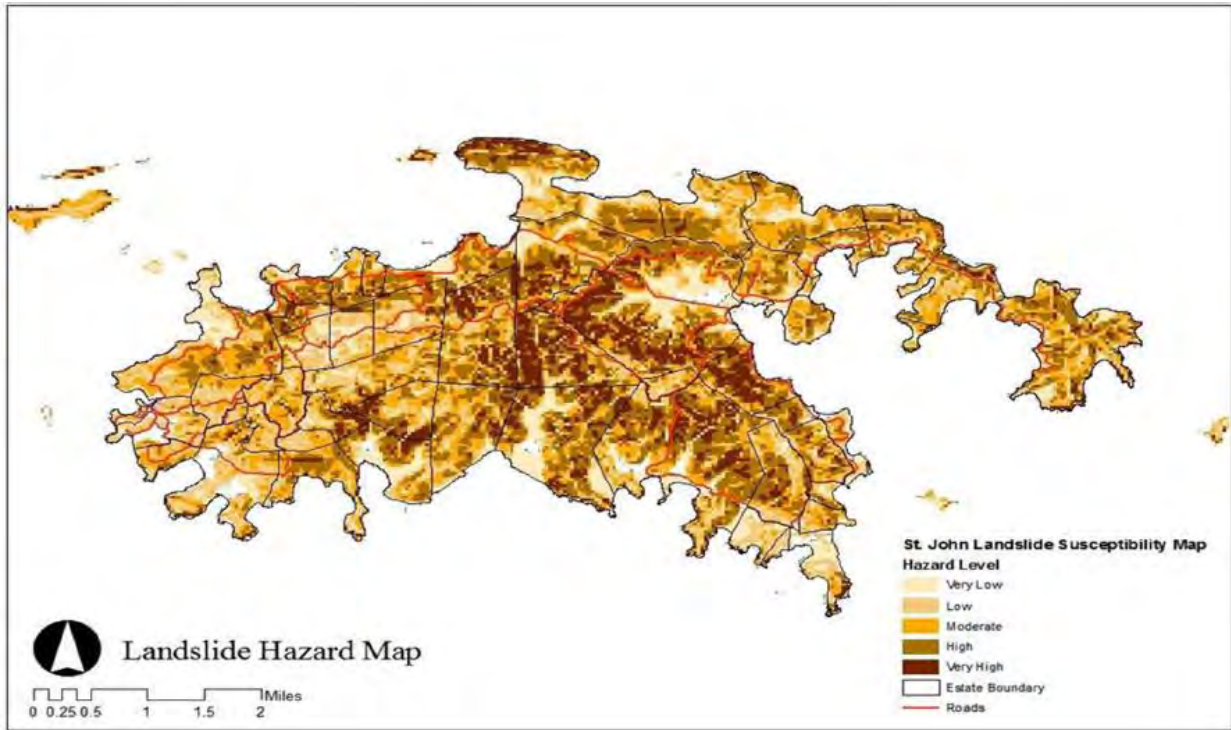 St. John Landslide Susceptibility Map
Hazard Level
Very Low
Low
Moderate
High
Very High
Estate Boundary
Roads
Landslide Hazard Map
Miles
0 0.25 0.5 1 1.5 2